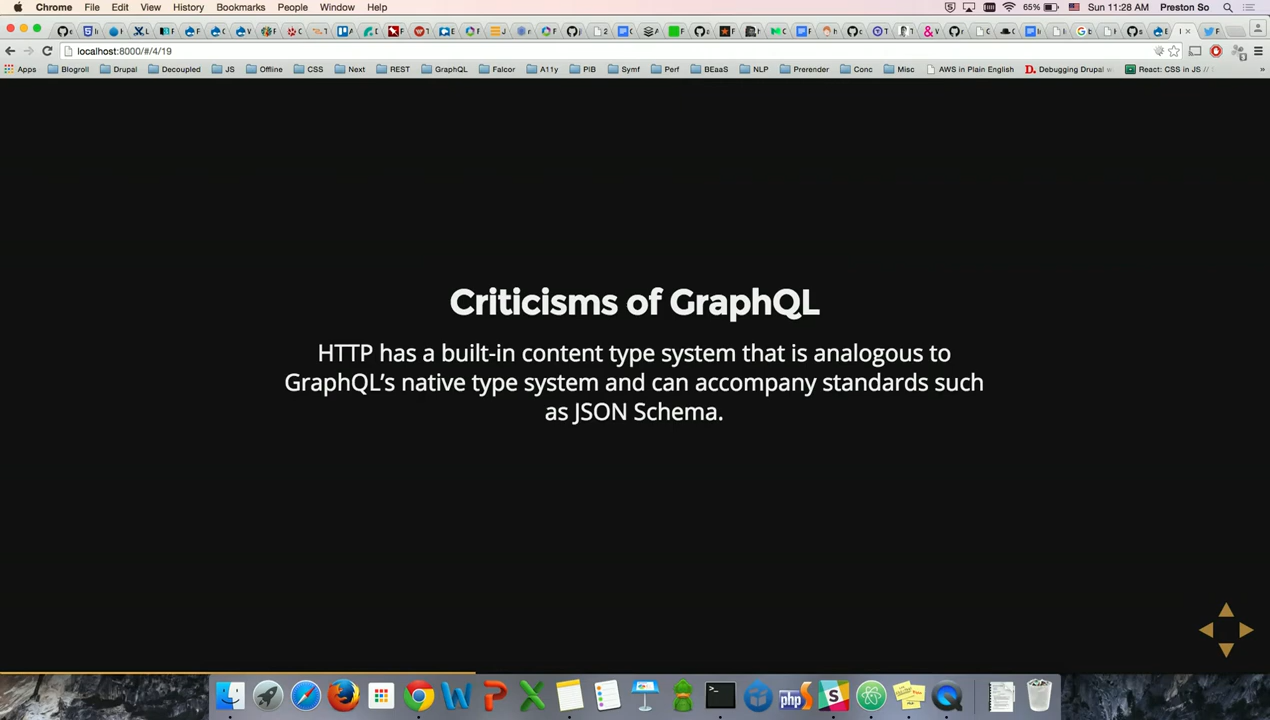 Chrome File Edit View History Bookmarks People Window Help 65% Sun 11:28 AM Preston So
localhost:8000/#/4/19
Apps Blogroll Drupal Decoupled JS Offline CSS Next REST GraphQL Falcor A11y PIB Symf Perf BEaaS NLP Prerender Conc Misc AWS in Plain English Debugging Drupal React: CSS in JS // »
Criticisms of GraphQL
HTTP has a built-in content type system that is analogous to
GraphQL’s native type system and can accompany standards such
as JSON Schema.